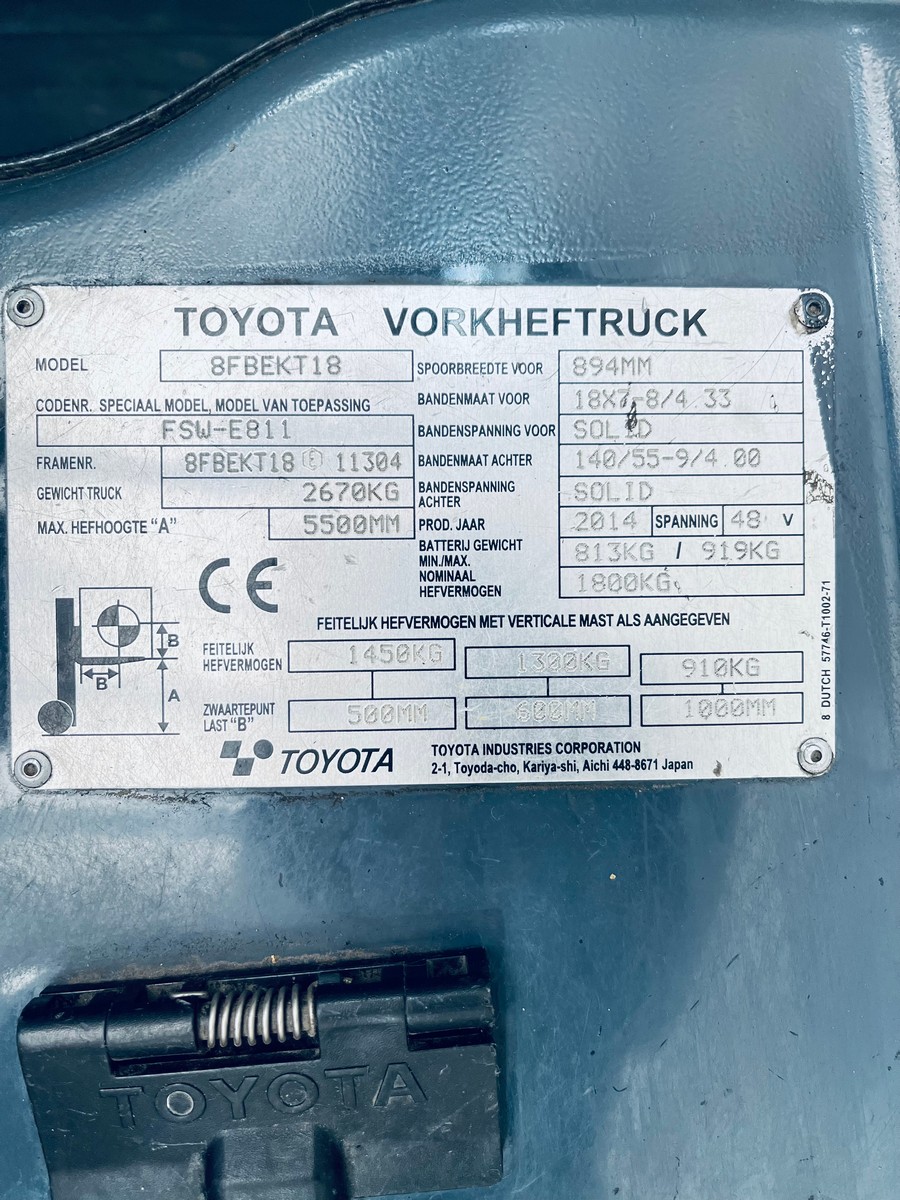 TOYOTA VORKHEFTRUCK
MODEL 8FBEKT18
CODENR. SPECIAAL MODEL, MODEL VAN TOEPASSING
FSW-E811
FRAMENR. 8FBEKT18 E 11304
GEWICHT TRUCK 2670KG
MAX. HEFHOOGTE "A" 5500MM
SPOORBREEDTE VOOR 894MM
BANDENMAAT VOOR 18X7-8/4.33
BANDENSPANNING VOOR SOLID
BANDENMAAT ACHTER 140/55-9/4.00
BANDENSPANNING
ACHTER SOLID
PROD. JAAR 2014 SPANNING 48 V
BATTERIJ GEWICHT
MIN./MAX. 813KG / 919KG
NOMINAAL
HEFVERMOGEN 1800KG
CE
B
B
A
FEITELIJK HEFVERMOGEN MET VERTICALE MAST ALS AANGEGEVEN
FEITELIJK
HEFVERMOGEN 1450KG 1300KG 910KG
ZWAARTEPUNT
LAST "B" 500MM 600MM 1000MM
TOYOTA
TOYOTA INDUSTRIES CORPORATION
2-1, Toyoda-cho, Kariya-shi, Aichi 448-8671 Japan
8 DUTCH 57746-T1002-71
TOYOTA